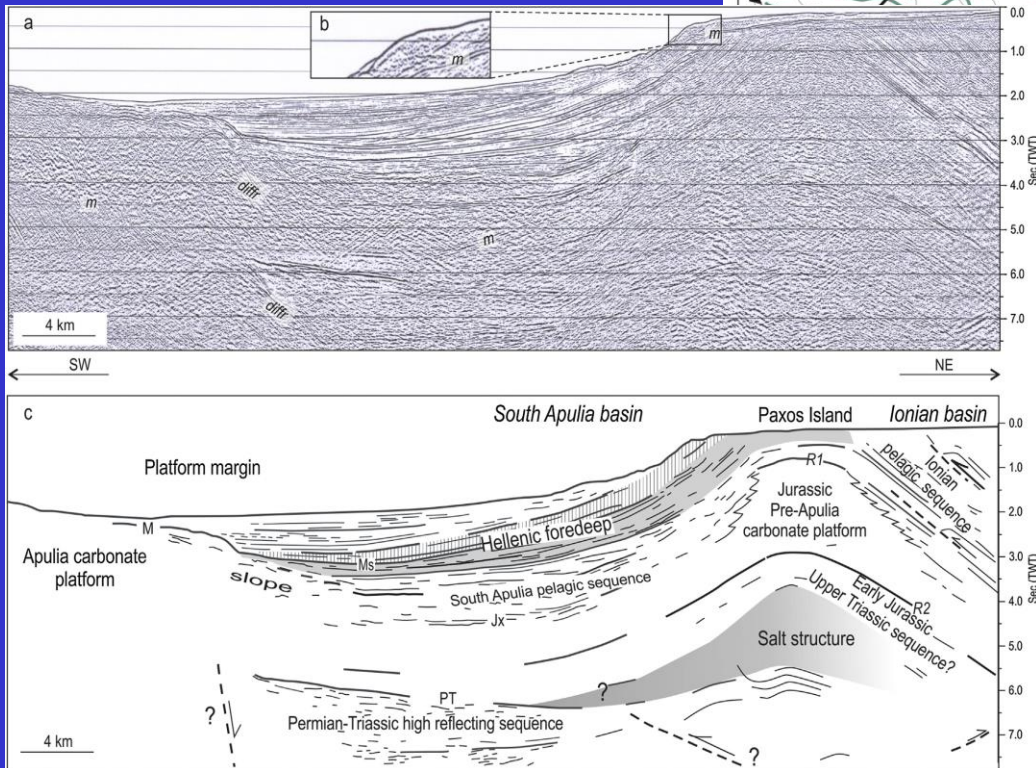 a
b
m
m
0.0
1.0
2.0
3.0
4.0
5.0
6.0
7.0
Sec (TWT)
diffr
m
m
diffr
4 km
SW
NE
c
South Apulia basin
Paxos Island
Ionian basin
Platform margin
R1
Ionian
pelagic sequence
Jurassic
Pre-Apulia
carbonate platform
M
Apulia carbonate
platform
Hellenic foredeep
Ms
slope
South Apulia pelagic sequence
Jx
Early Jurassic
Upper Triassic sequence?
R2
Salt structure
?
PT
Permian-Triassic high reflecting sequence
?
?
4 km
0.0
1.0
2.0
3.0
4.0
5.0
6.0
7.0
Sec (TWT)